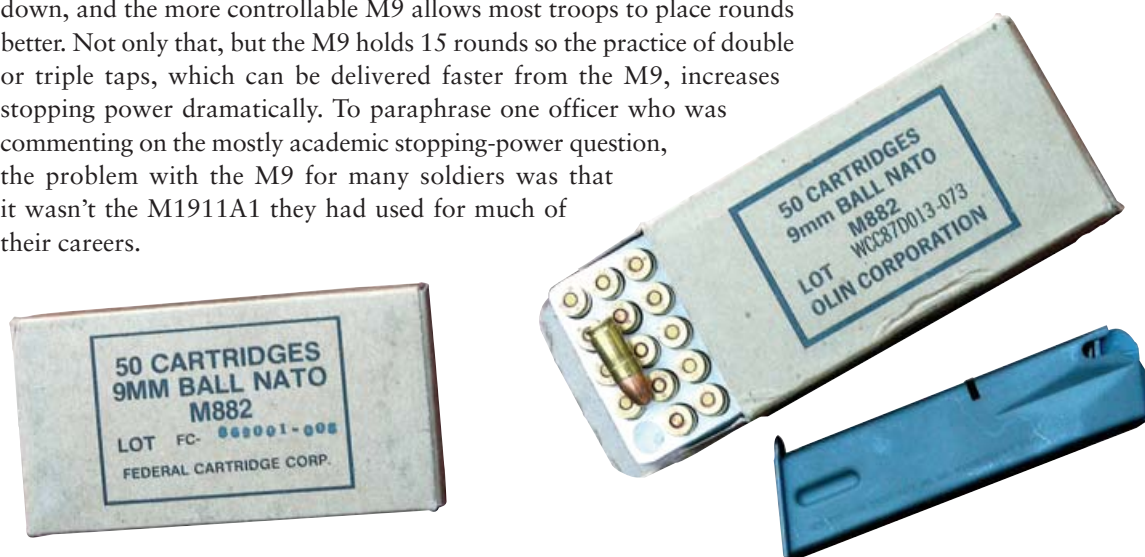 down, and the more controllable M9 allows most troops to place rounds
better. Not only that, but the M9 holds 15 rounds so the practice of double
or triple taps, which can be delivered faster from the M9, increases
stopping power dramatically. To paraphrase one officer who was
commenting on the mostly academic stopping-power question,
the problem with the M9 for many soldiers was that
it wasn't the M1911A1 they had used for much of
their careers.
50 CARTRIDGES
9mm BALL NATO
M882
LOT WCC87D013-073
OLIN CORPORATION
50 CARTRIDGES
9MM BALL NATO
M882
LOT FC-
FEDERAL CARTRIDGE CORP.